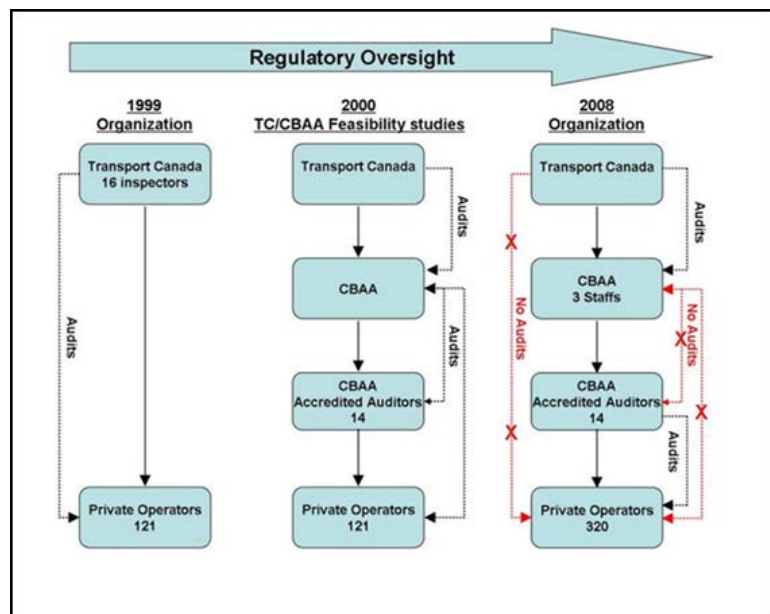 Regulatory Oversight
1999
Organization
Transport Canada
16 inspectors
Audits
Private Operators
121
2000
TC/CBAA Feasibility studies
Transport Canada
Audits
CBAA
Audits
CBAA
Accredited Auditors
14
Private Operators
121
2008
Organization
Transport Canada
Audits
X
No Audits
CBAA
3 Staffs
No Audits
X
X
CBAA
Accredited Auditors
14
Audits
X
Private Operators
320